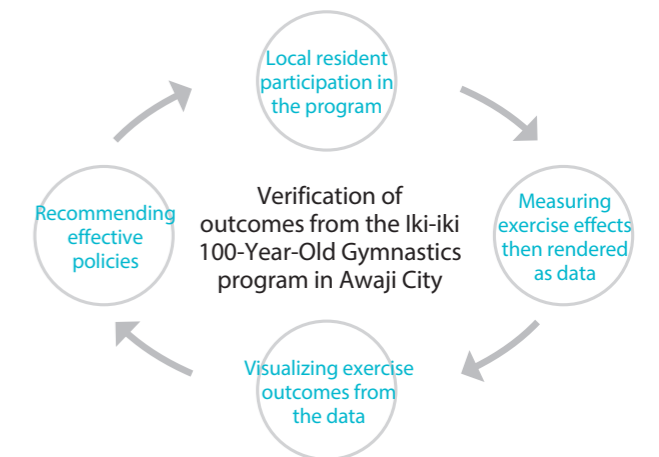 Local resident
participation in
the program
Verification of
outcomes from the Iki-iki
100-Year-Old Gymnastics
program in Awaji City
Measuring
exercise effects
then rendered
as data
Visualizing exercise
outcomes from
the data
Recommending
effective
policies